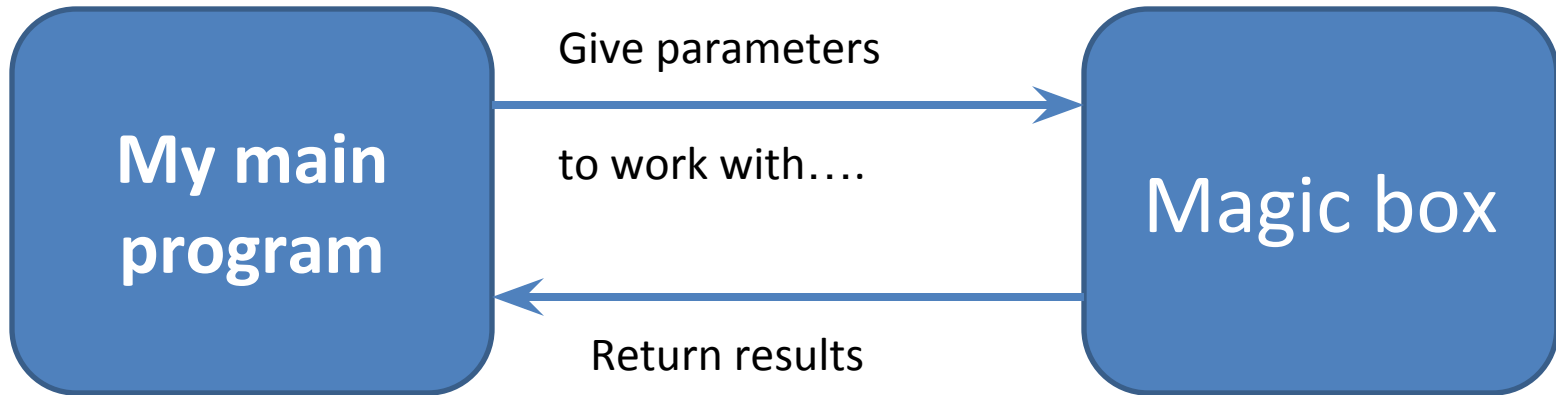 My main
program
Give parameters
to work with….
Return results
Magic box